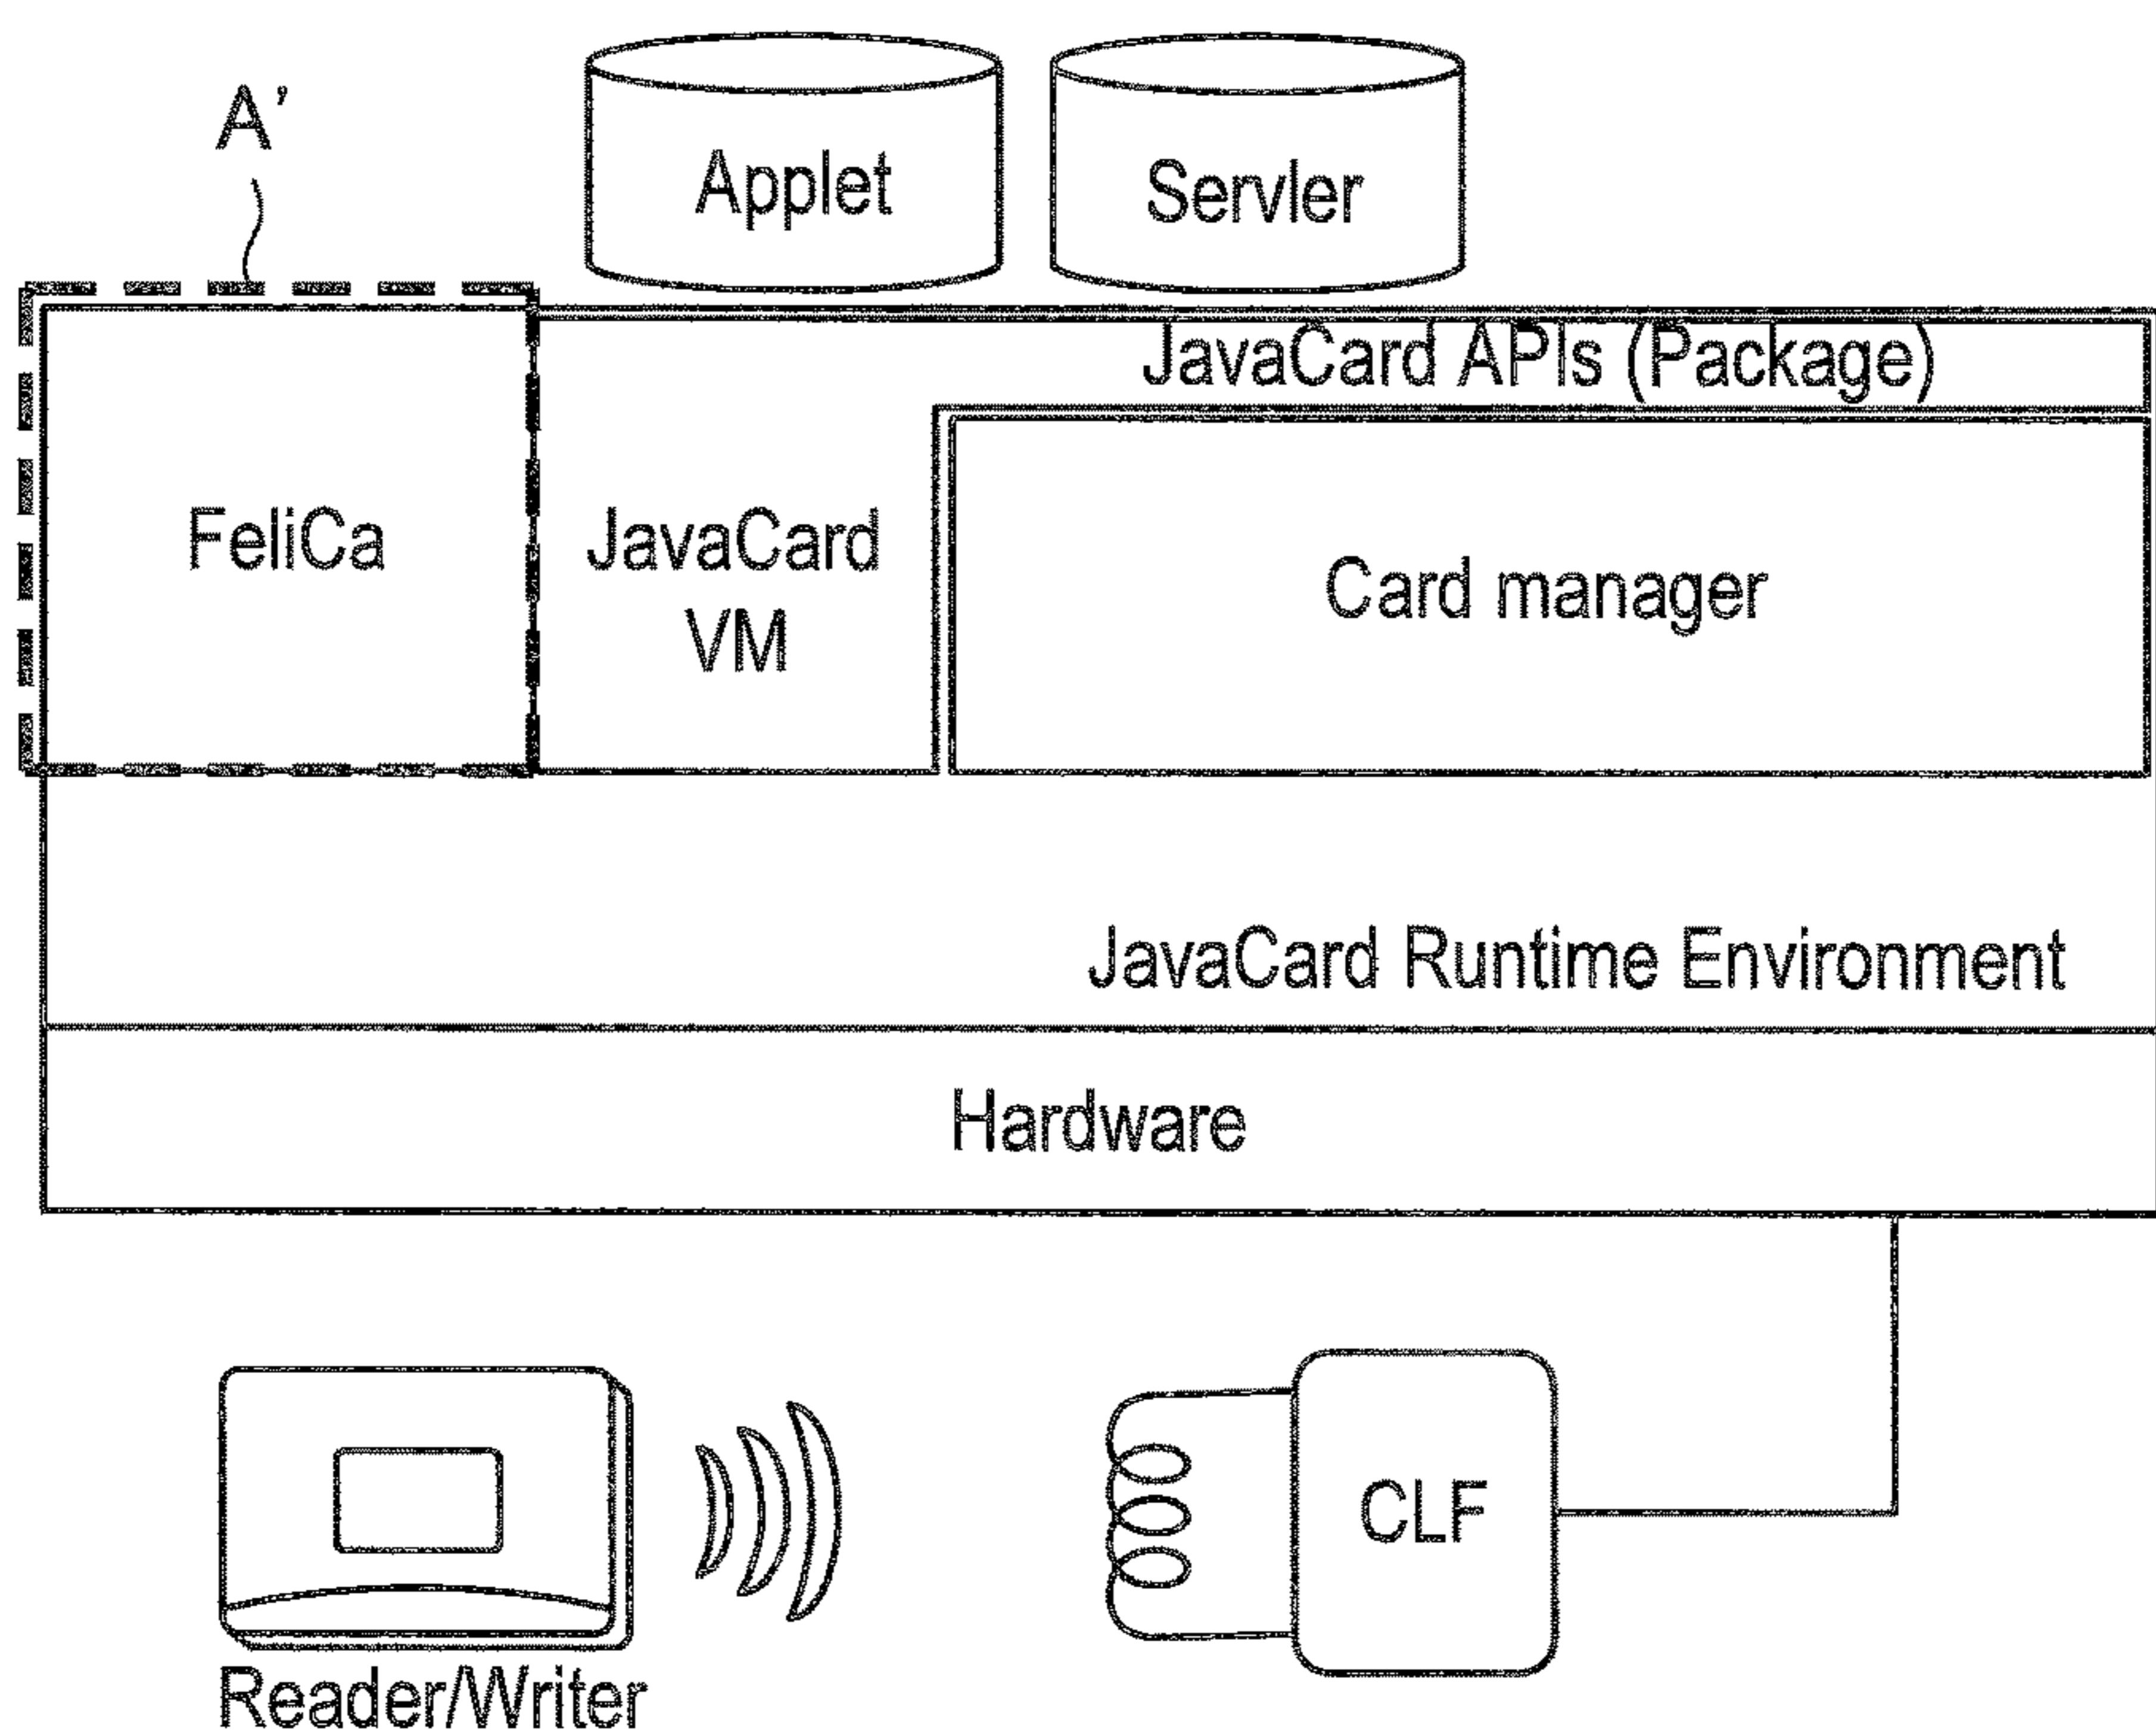 A'
Applet
Servler
JavaCard APIs (Package)
FeliCa
JavaCard
VM
Card manager
JavaCard Runtime Environment
Hardware
CLF
Reader/Writer